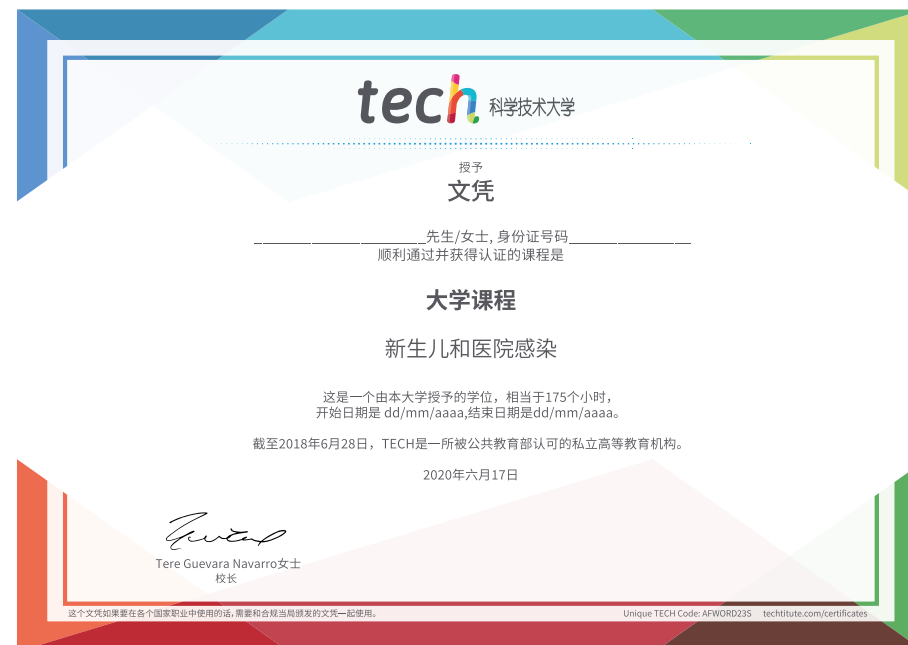 tech 科学技术大学
授予
文凭
______________________先生/女士, 身份证号码________________
顺利通过并获得认证的课程是
大学课程
新生儿和医院感染
这是一个由本大学授予的学位，相当于175个小时，
开始日期是 dd/mm/aaaa,结束日期是dd/mm/aaaa。
截至2018年6月28日，TECH是一所被公共教育部认可的私立高等教育机构。
2020年六月17日
Tere Guevara Navarro女士
校长
这个文凭如果要在各个国家职业中使用的话,需要和合规当局颁发的文凭一起使用。
Unique TECH Code: AFWORD23S techtitute.com/certificates